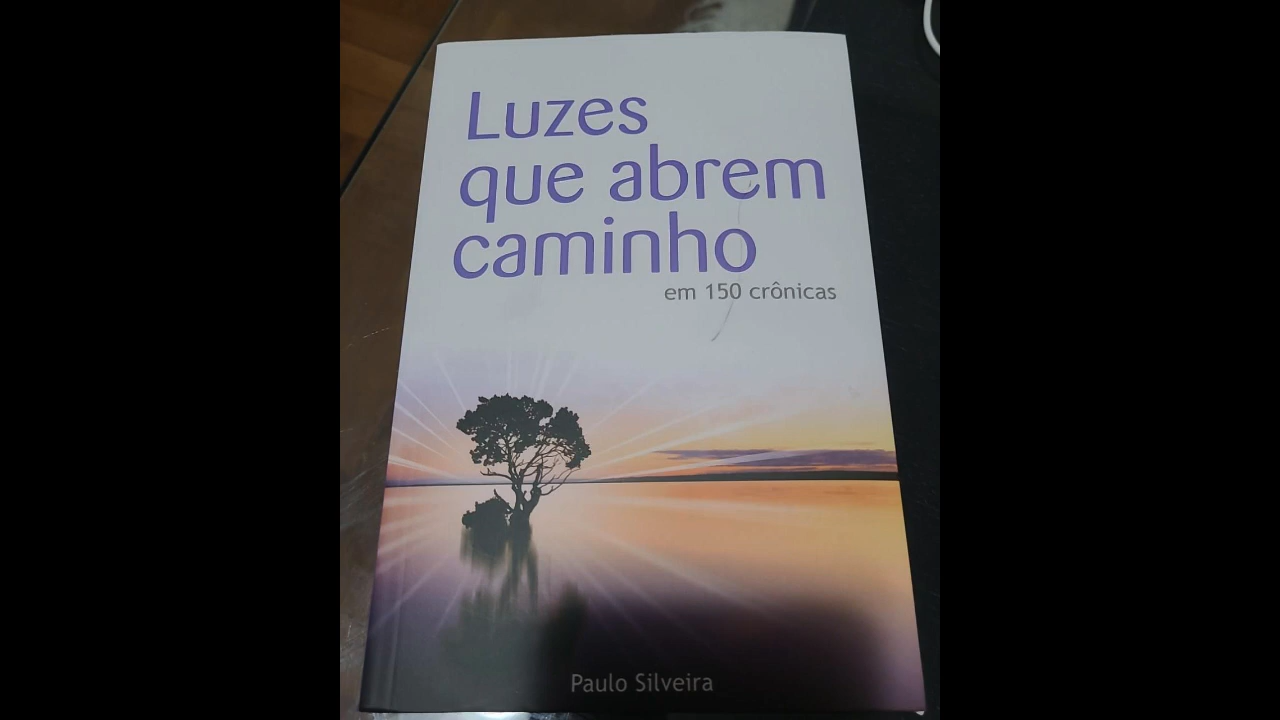 Luzes
que abrem
caminho
em 150 crônicas
Paulo Silveira